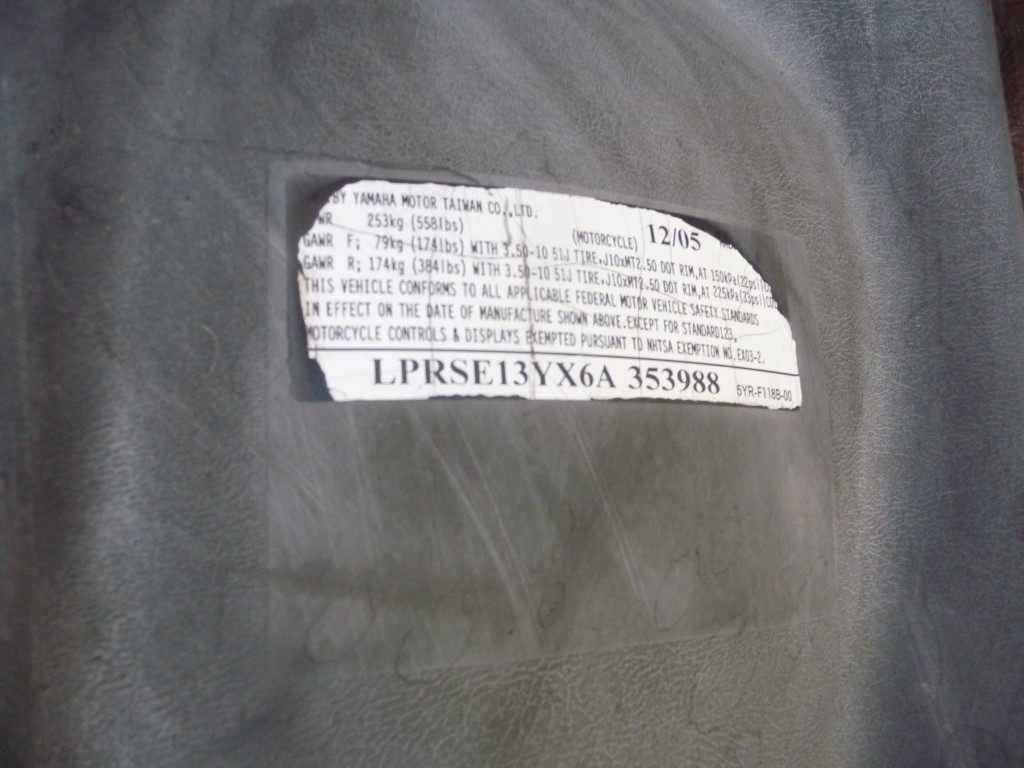 BY YAMAHA MOTOR TAIWAN CO.,LTD.
253kg (558lbs) (MOTORCYCLE) 12/05
GAWR F; 79kg (174lbs) WITH 3.50-10 51J TIRE,J10xMT2.50 DOT RIM,AT 150kPa(22psi)
GAWR R; 174kg (384lbs) WITH 3.50-10 51J TIRE,J10xMT2.50 DOT RIM,AT 225kPa(33psi)
THIS VEHICLE CONFORMS TO ALL APPLICABLE FEDERAL MOTOR VEHICLE SAFETY STANDARDS
IN EFFECT ON THE DATE OF MANUFACTURE SHOWN ABOVE.EXCEPT FOR STANDARD123,
MOTORCYCLE CONTROLS & DISPLAYS EXEMPTED PURSUANT TO NHTSA EXEMPTION NO,EX03-2.
LPRSE13YX6A 353988 5YR-F118B-00